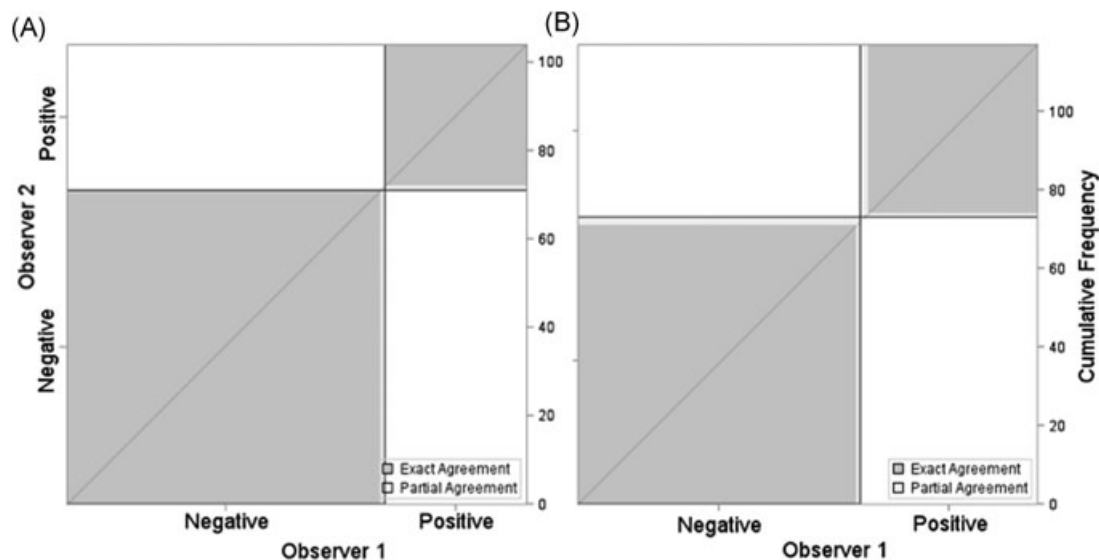 (A)
Positive
Observer 2
Negative
100
80
60
40
20
0
Exact Agreement
Partial Agreement
Negative
Positive
Observer 1
(B)
100
80
60
40
20
0
Cumulative Frequency
Exact Agreement
Partial Agreement
Negative
Positive
Observer 1